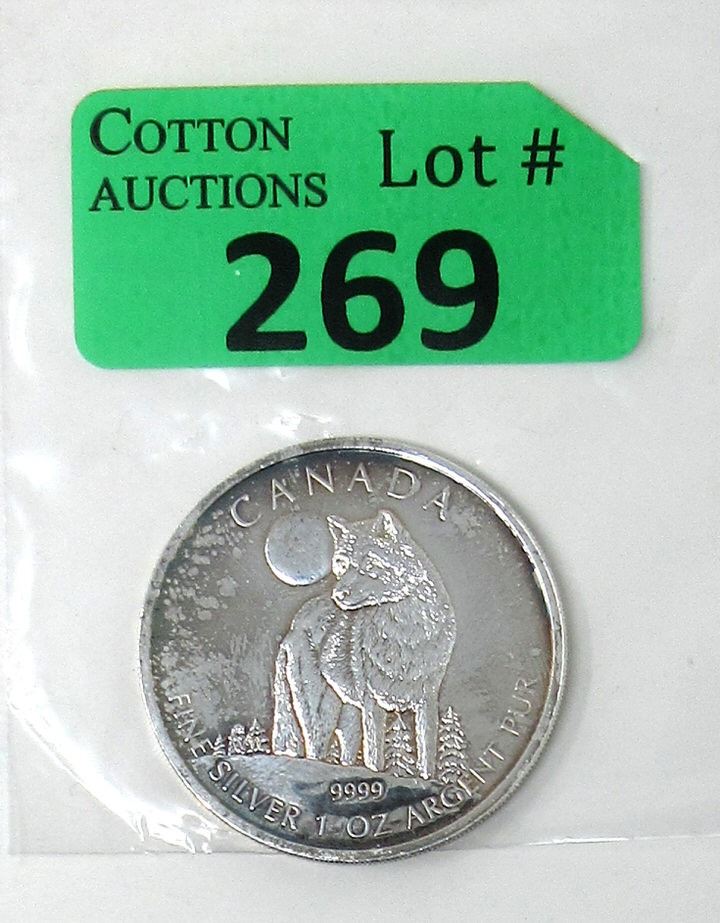 COTTON
AUCTIONS
Lot #
269
CANADA
9999
FINE SILVER 1 OZ ARGENT PUR